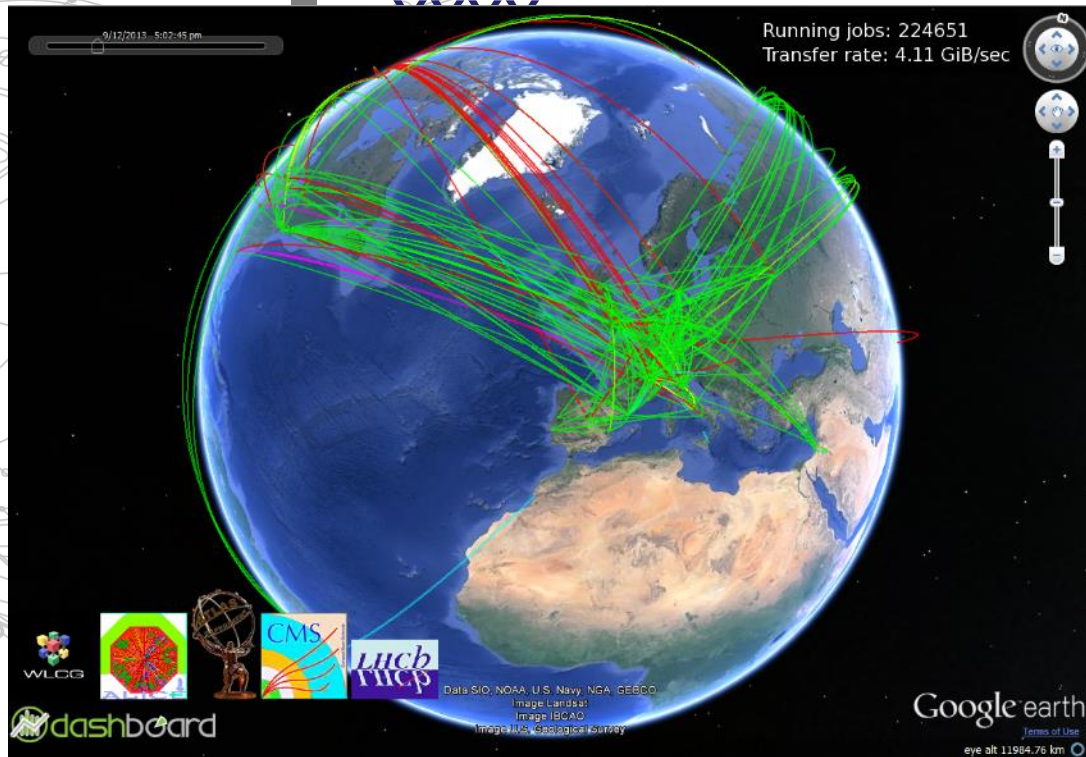 9/12/2013 5:02:45 pm
Running jobs: 224651
Transfer rate: 4.11 GiB/sec
N
WLCG
ALICE
CMS
LHCb
dashboard
Data SIO, NOAA, U.S. Navy, NGA, GEBCO
Image Landsat
Image IBCAO
Image U.S. Geological Survey
Google earth
Terms of Use
eye alt 11984.76 km